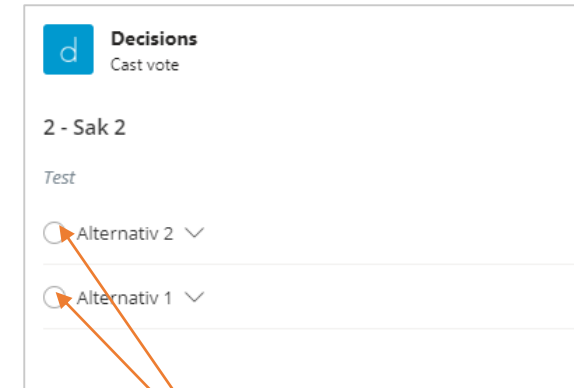 d
Decisions
Cast vote
2 - Sak 2
Test
Alternativ 2
Alternativ 1